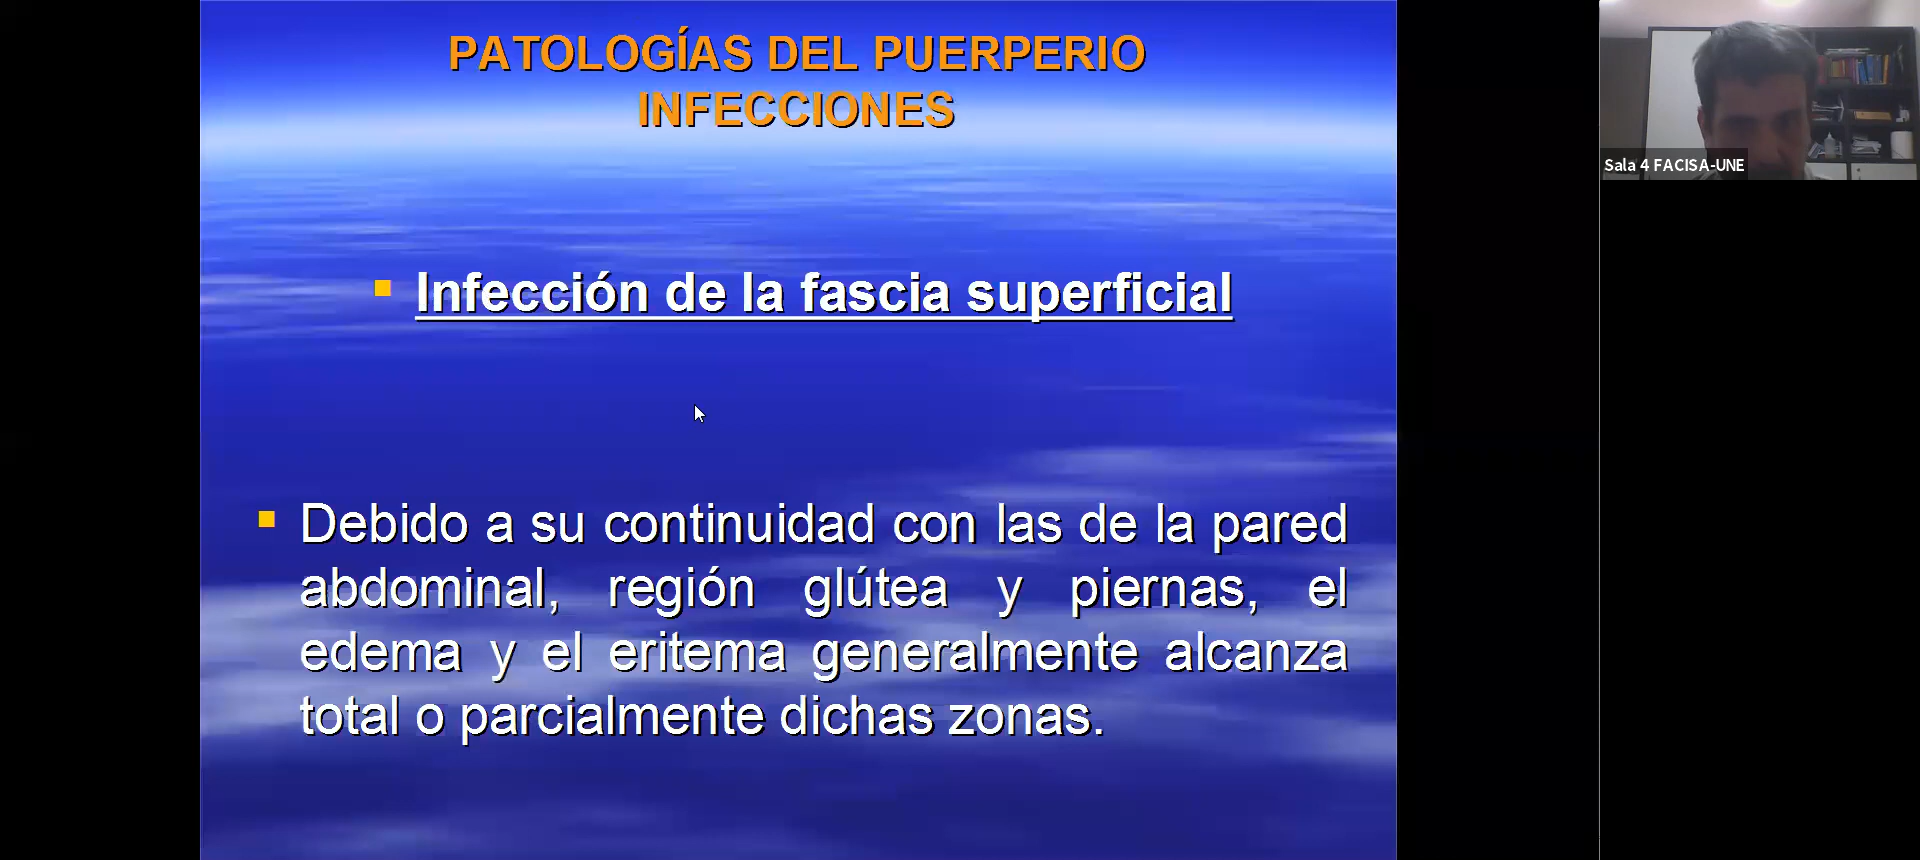 PATOLOGÍAS DEL PUERPERIO
INFECCIONES
Infección de la fascia superficial
Debido a su continuidad con las de la pared
abdominal, región glútea y piernas, el
edema y el eritema generalmente alcanza
total o parcialmente dichas zonas.
Sala 4 FACISA-UNE